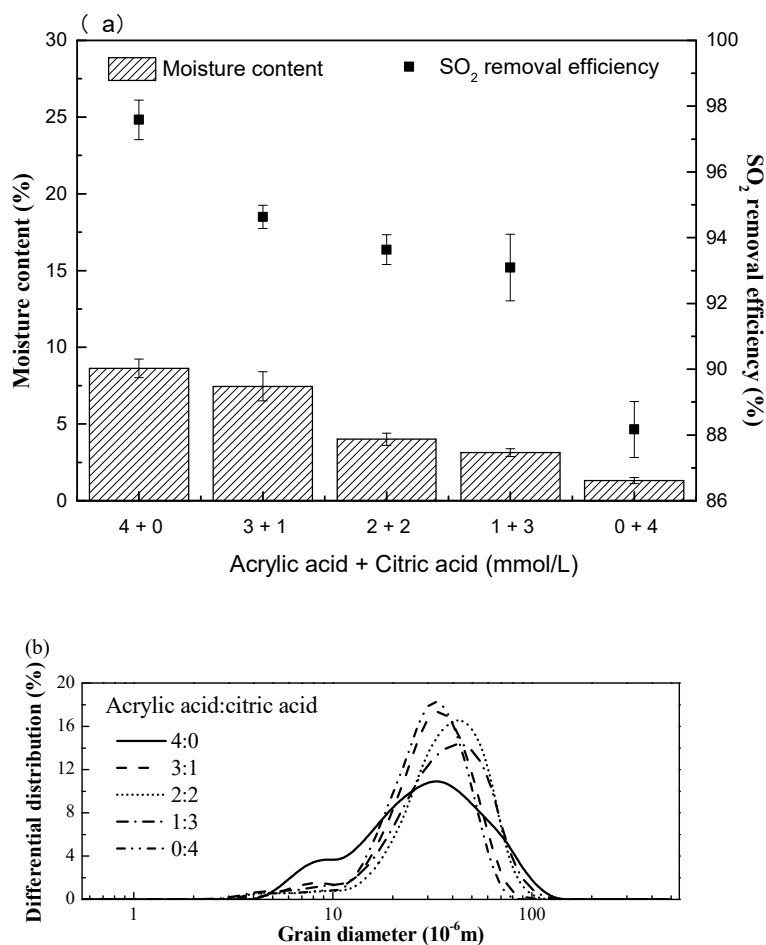 ( a)
30
25
20
15
10
5
0
Moisture content (%)
Moisture content
SO₂ removal efficiency
100
98
96
94
92
90
88
86
SO₂ removal efficiency
(%)
4 + 0
3 + 1
2 + 2
1 + 3
0 + 4
Acrylic acid + Citric acid (mmol/L)
(b)
20
16
12
8
4
0
Differential distribution (%)
Acrylic acid:citric acid
4:0
3:1
2:2
1:3
0:4
1
10
100
Grain diameter (10⁻⁶m)